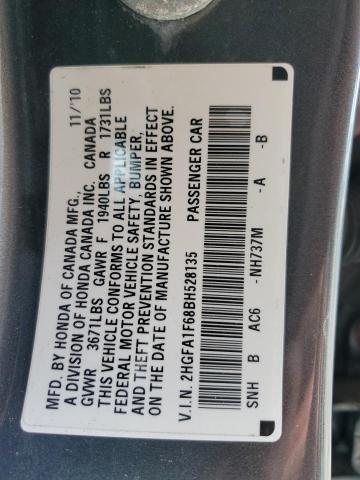 MFD. BY HONDA OF CANADA MFG., 11/'10
A DIVISION OF HONDA CANADA INC. CANADA
GVWR 3671LBS GAWR F 1940LBS R 1731LBS
THIS VEHICLE CONFORMS TO ALL APPLICABLE
FEDERAL MOTOR VEHICLE SAFETY, BUMPER,
AND THEFT PREVENTION STANDARDS IN EFFECT
ON THE DATE OF MANUFACTURE SHOWN ABOVE.
V.I.N. 2HGFA1F68BH528135 PASSENGER CAR
SNH B AC6 -NH737M -A -B